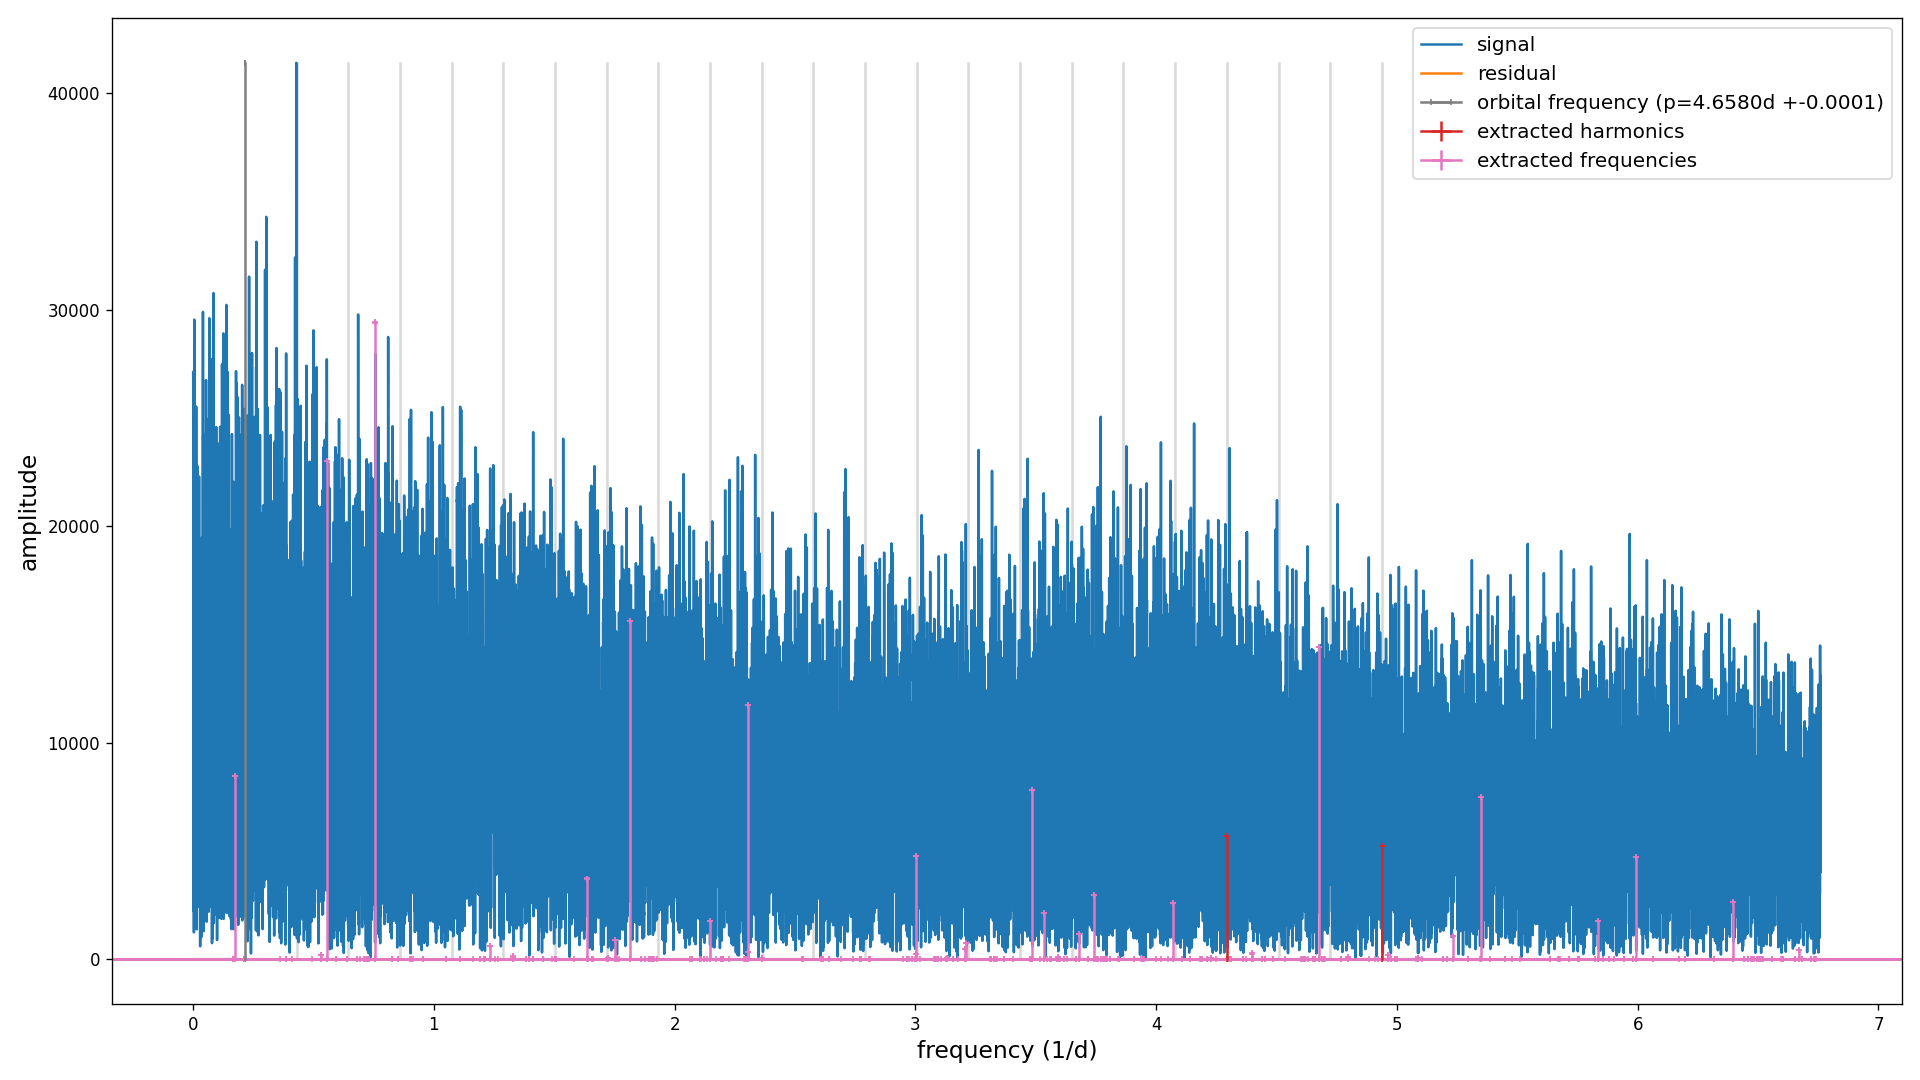 signal
residual
orbital frequency (p=4.6580d +-0.0001)
extracted harmonics
extracted frequencies
40000
30000
20000
10000
0
amplitude
0 1 2 3 4 5 6 7
frequency (1/d)